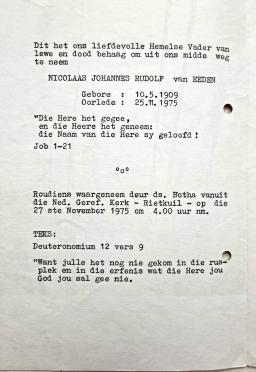 Dit het ons liefdevolle Hemelse Vader van
lewe en dood behaag om uit ons midde weg
te neem
NICOLAAS JOHANNES RUDOLF van EEDEN
Gebore : 10.5.1909
Oorlede : 25.11.1975
"Die Here het gegee,
en die Heere het geneem:
die Naam van die Here sy geloofd !
Job 1-21
oOo
Roudiens waargeneem deur ds. Botha vanuit
die Ned. Geref. Kerk - Rietkuil - op die
27 ste November 1975 om 4.00 uur nm.
TEKS:
Deuteronomium 12 vers 9
"Want julle het nog nie gekom in die rus-
plek en in die erfenis wat die Here jou
God jou sal gee nie.